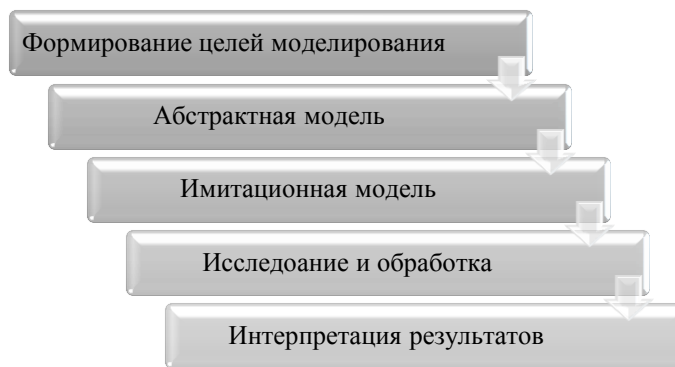 Формирование целей моделирования
Абстрактная модель
Имитационная модель
Исследоание и обработка
Интерпретация результатов